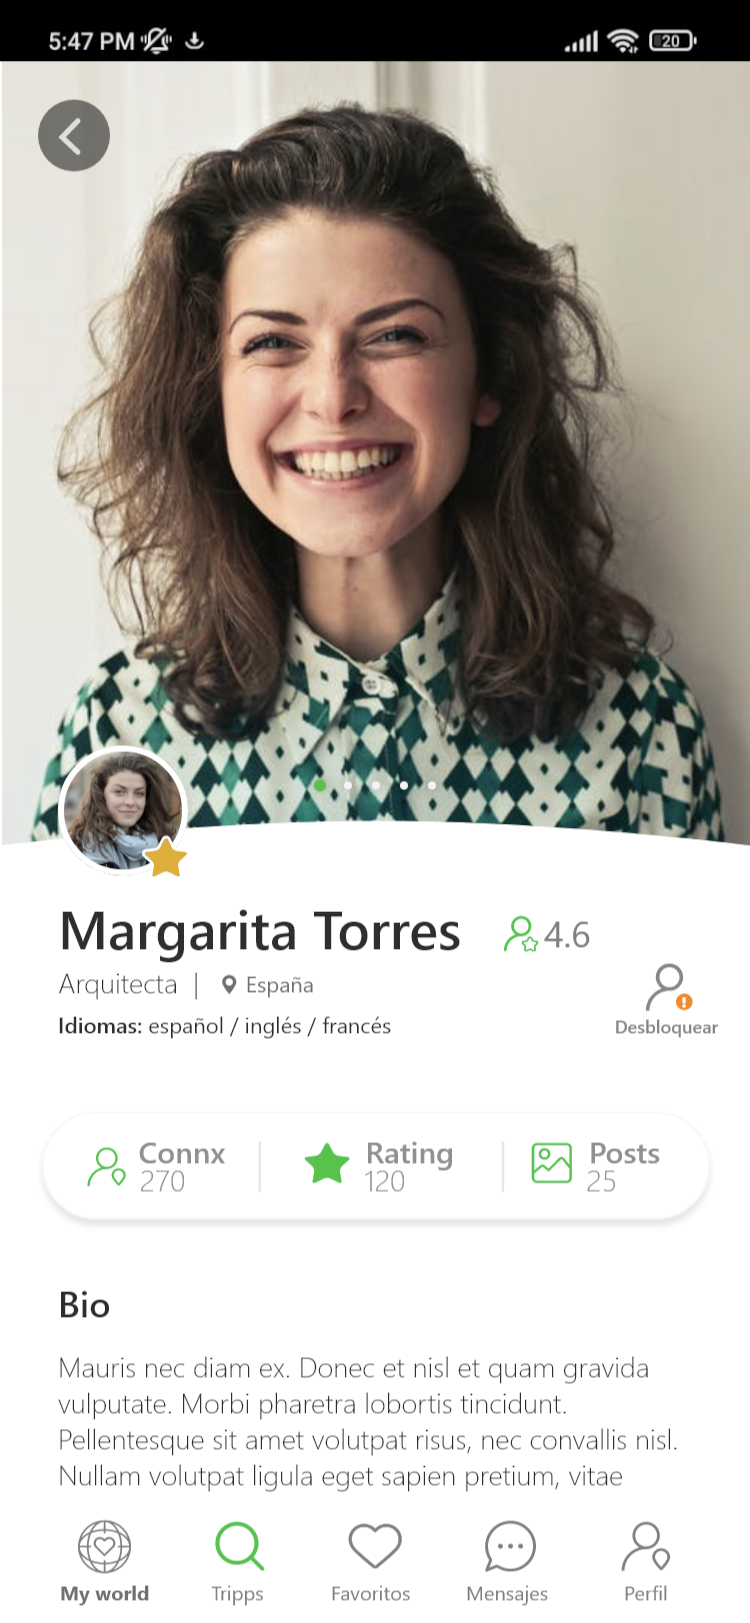 5:47 PM
20
Margarita Torres
4.6
Arquitecta | España
Idiomas: español / inglés / francés
Desbloquear
Connx
270
Rating
120
Posts
25
Bio
Mauris nec diam ex. Donec et nisl et quam gravida
vulputate. Morbi pharetra lobortis tincidunt.
Pellentesque sit amet volutpat risus, nec convallis nisl.
Nullam volutpat ligula eget sapien pretium, vitae
My world
Tripps
Favoritos
Mensajes
Perfil